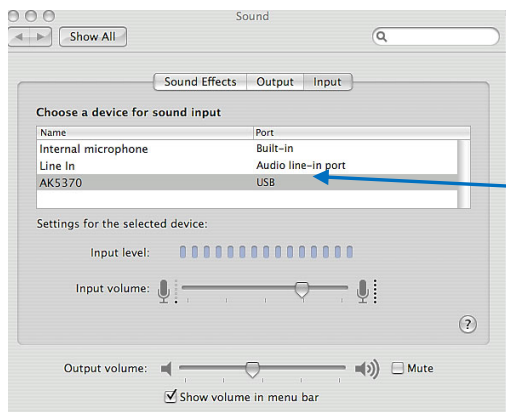 Sound
Show All
Sound Effects Output Input
Choose a device for sound input
Name Port
Internal microphone Built-in
Line In Audio line-in port
AK5370 USB
Settings for the selected device:
Input level:
Input volume:
?
Output volume: Mute
Show volume in menu bar